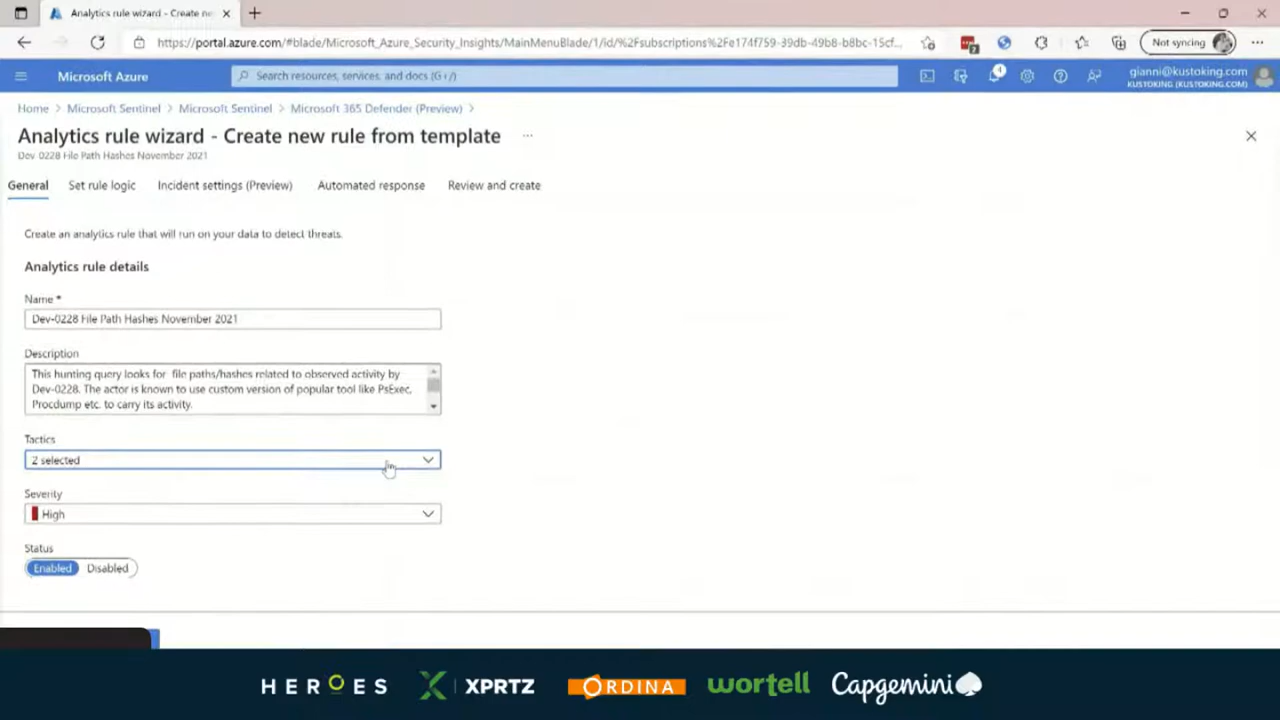 Analytics rule wizard - Create ne
https://portal.azure.com/#blade/Microsoft_Azure_Security_Insights/MainMenuBlade/1/id/%2Fsubscriptions%2Fe174f759-39db-49b8-b8bc-15cf...
Not syncing
Microsoft Azure
Search resources, services, and docs (G+/)
4
gianni@kustoking.com
KUSTOKING (KUSTOKING.COM)
Home > Microsoft Sentinel > Microsoft Sentinel > Microsoft 365 Defender (Preview) >
Analytics rule wizard - Create new rule from template ...
Dev-0228 File Path Hashes November 2021
General Set rule logic Incident settings (Preview) Automated response Review and create
Create an analytics rule that will run on your data to detect threats.
Analytics rule details
Name *
Dev-0228 File Path Hashes November 2021
Description
This hunting query looks for file paths/hashes related to observed activity by
Dev-0228. The actor is known to use custom version of popular tool like PsExec,
Procdump etc. to carry its activity.
Tactics
2 selected
Severity
High
Status
Enabled Disabled
HEROES XPRTZ ORDINA wortell Capgemini